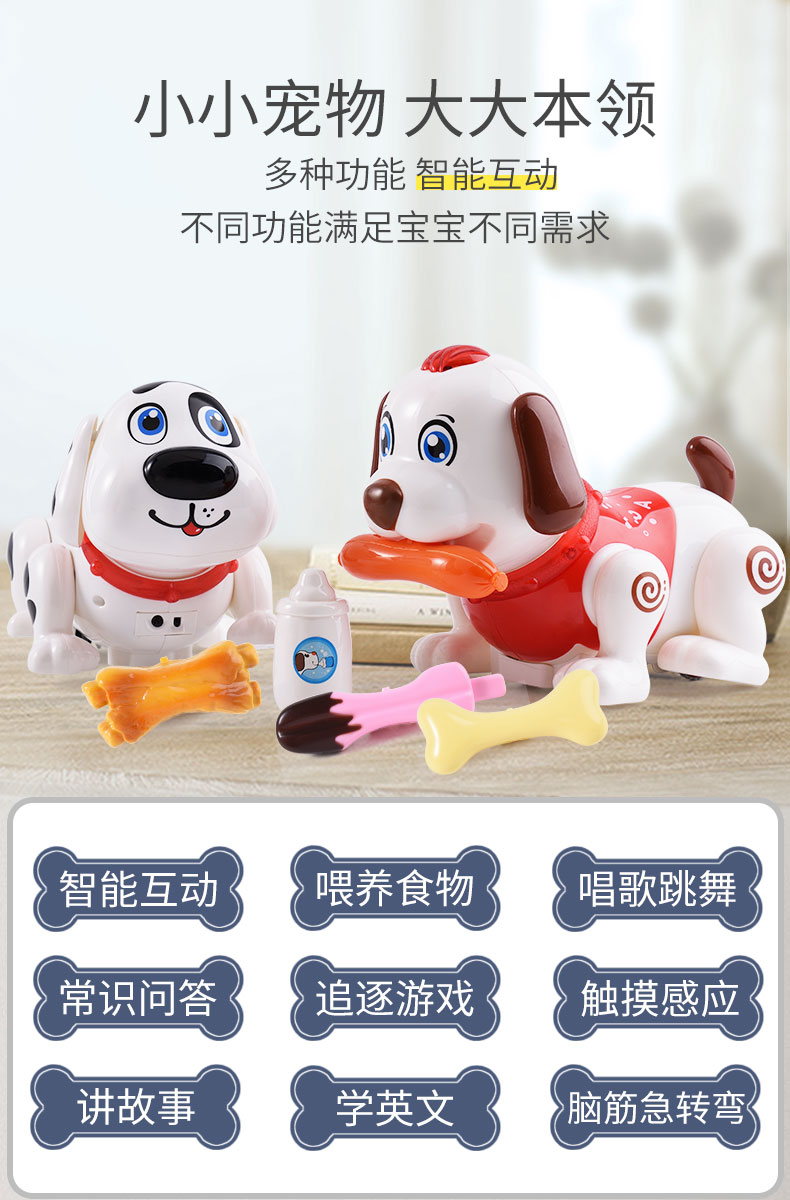 小小宠物 大大本领
多种功能 智能互动
不同功能满足宝宝不同需求
智能互动 喂养食物 唱歌跳舞
常识问答 追逐游戏 触摸感应
讲故事 学英文 脑筋急转弯